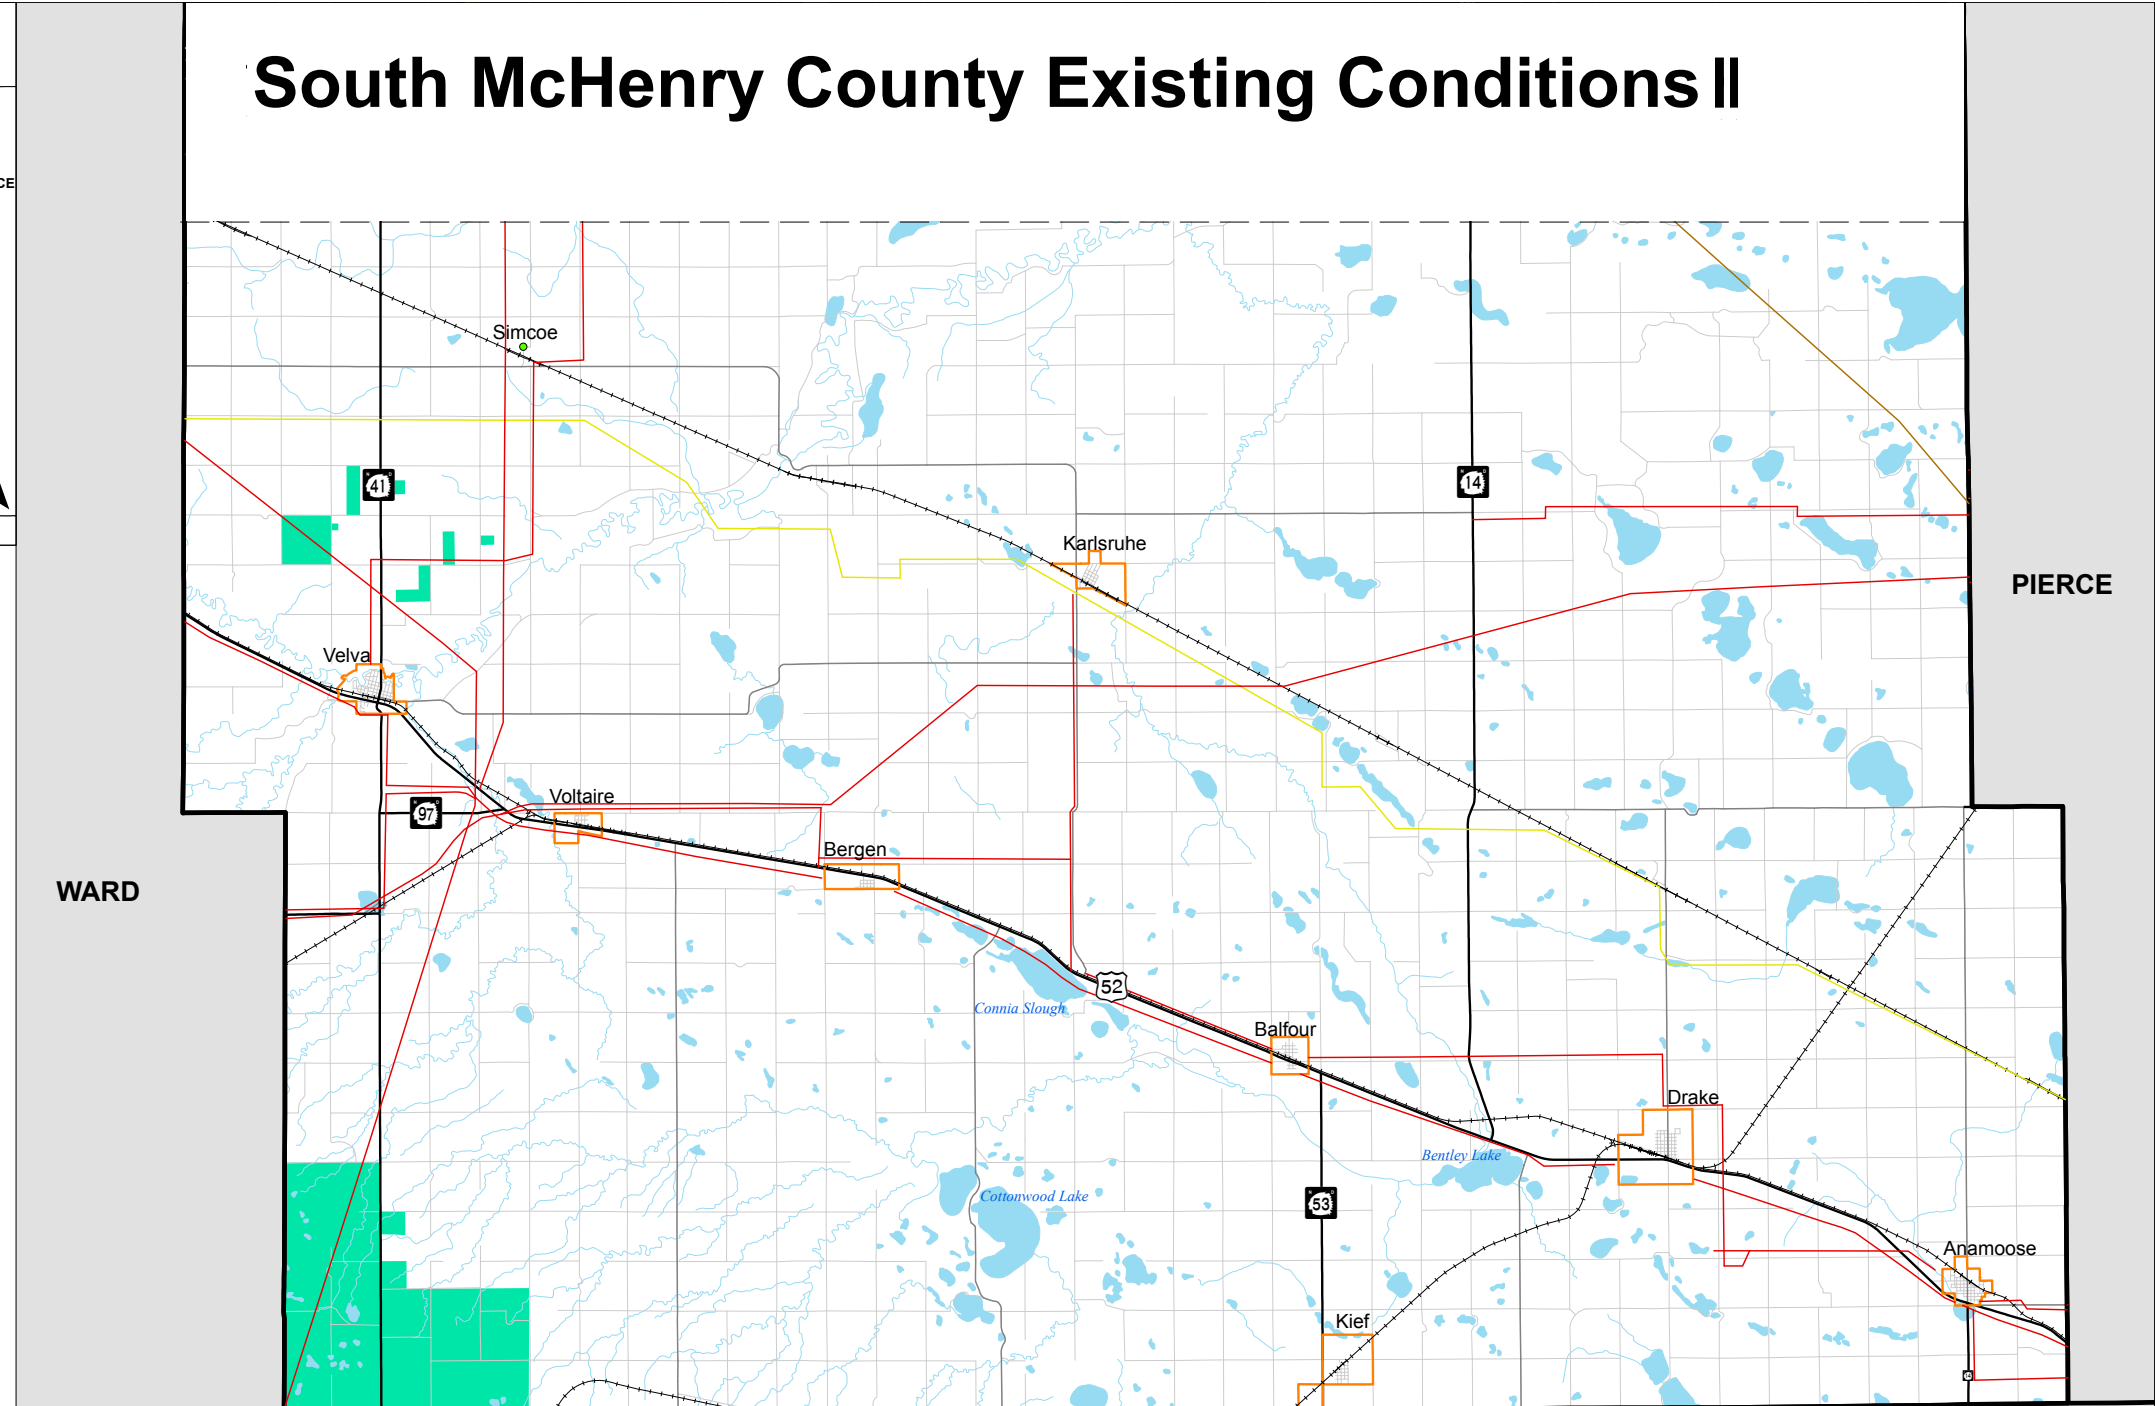 South McHenry County Existing Conditions II
CE
Simcoe
41
14
Karlsruhe
PIERCE
Velva
Voltaire
97
Bergen
WARD
52
Connia Slough
Balfour
Drake
Bentley Lake
Cottonwood Lake
53
Anamoose
Kief